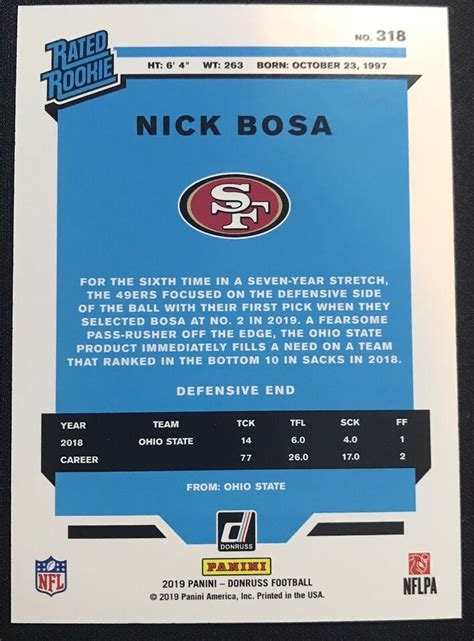 RATED
ROOKIE
NO. 318
HT: 6' 4" WT: 263 BORN: OCTOBER 23, 1997
NICK BOSA
SF
FOR THE SIXTH TIME IN A SEVEN-YEAR STRETCH,
THE 49ERS FOCUSED ON THE DEFENSIVE SIDE
OF THE BALL WITH THEIR FIRST PICK WHEN THEY
SELECTED BOSA AT NO. 2 IN 2019. A FEARSOME
PASS-RUSHER OFF THE EDGE, THE OHIO STATE
PRODUCT IMMEDIATELY FILLS A NEED ON A TEAM
THAT RANKED IN THE BOTTOM 10 IN SACKS IN 2018.
DEFENSIVE END
YEAR TEAM TCK TFL SCK FF
2018 OHIO STATE 14 6.0 4.0 1
CAREER 77 26.0 17.0 2
FROM: OHIO STATE
DONRUSS
PANINI
NFL
NFLPA
2019 PANINI – DONRUSS FOOTBALL
© 2019 Panini America, Inc. Printed in the USA.